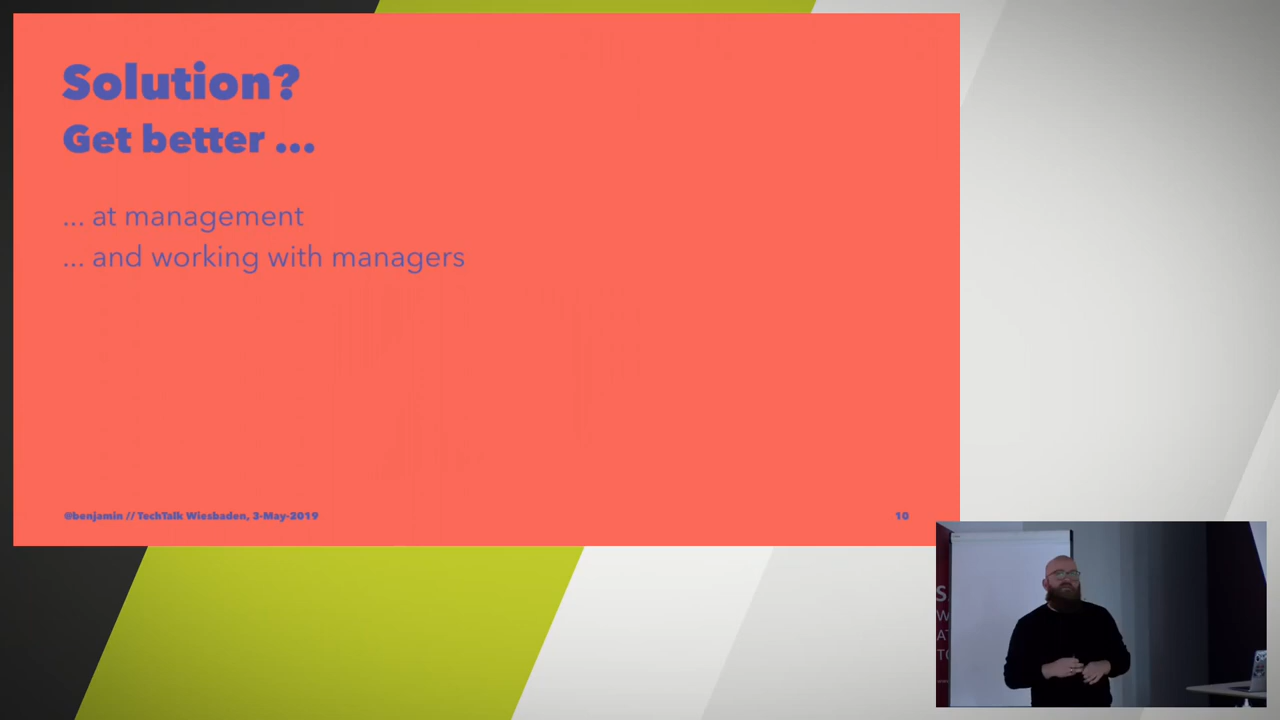 Solution?
Get better ...
... at management
... and working with managers
@benjamin // TechTalk Wiesbaden, 3-May-2019
10